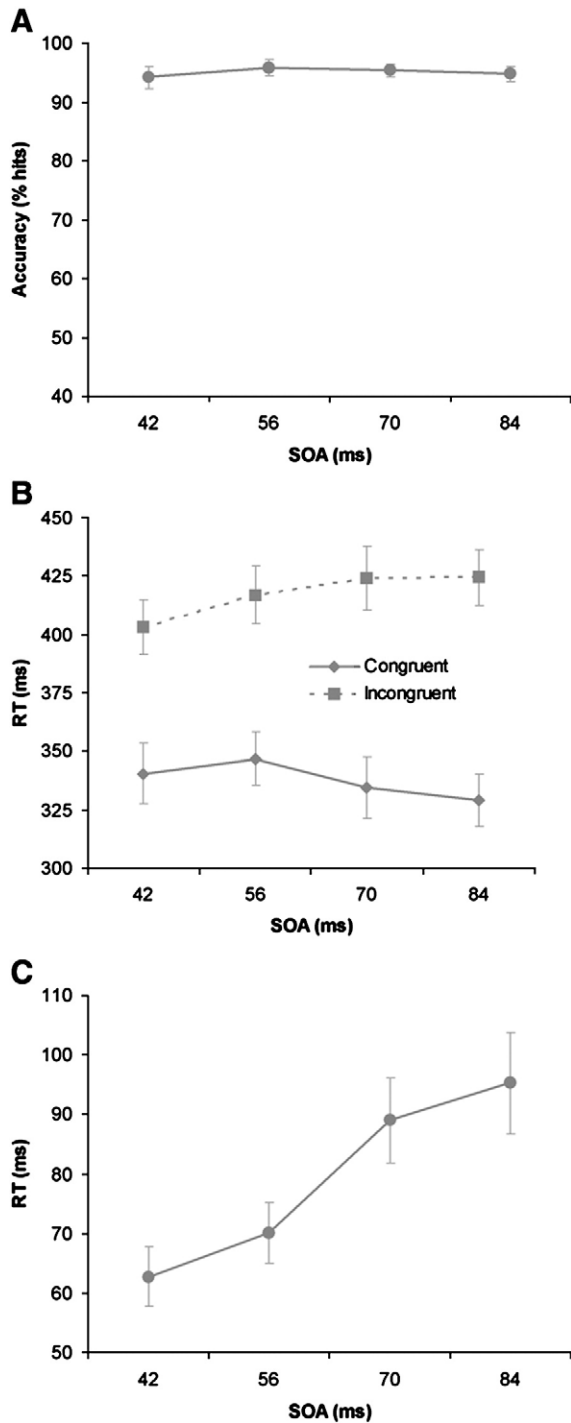 A
100
90
80
70
60
50
40
Accuracy (% hits)
42 56 70 84
SOA (ms)
B
450
425
400
375
350
325
300
RT (ms)
Congruent
Incongruent
42 56 70 84
SOA (ms)
C
110
100
90
80
70
60
50
RT (ms)
42 56 70 84
SOA (ms)